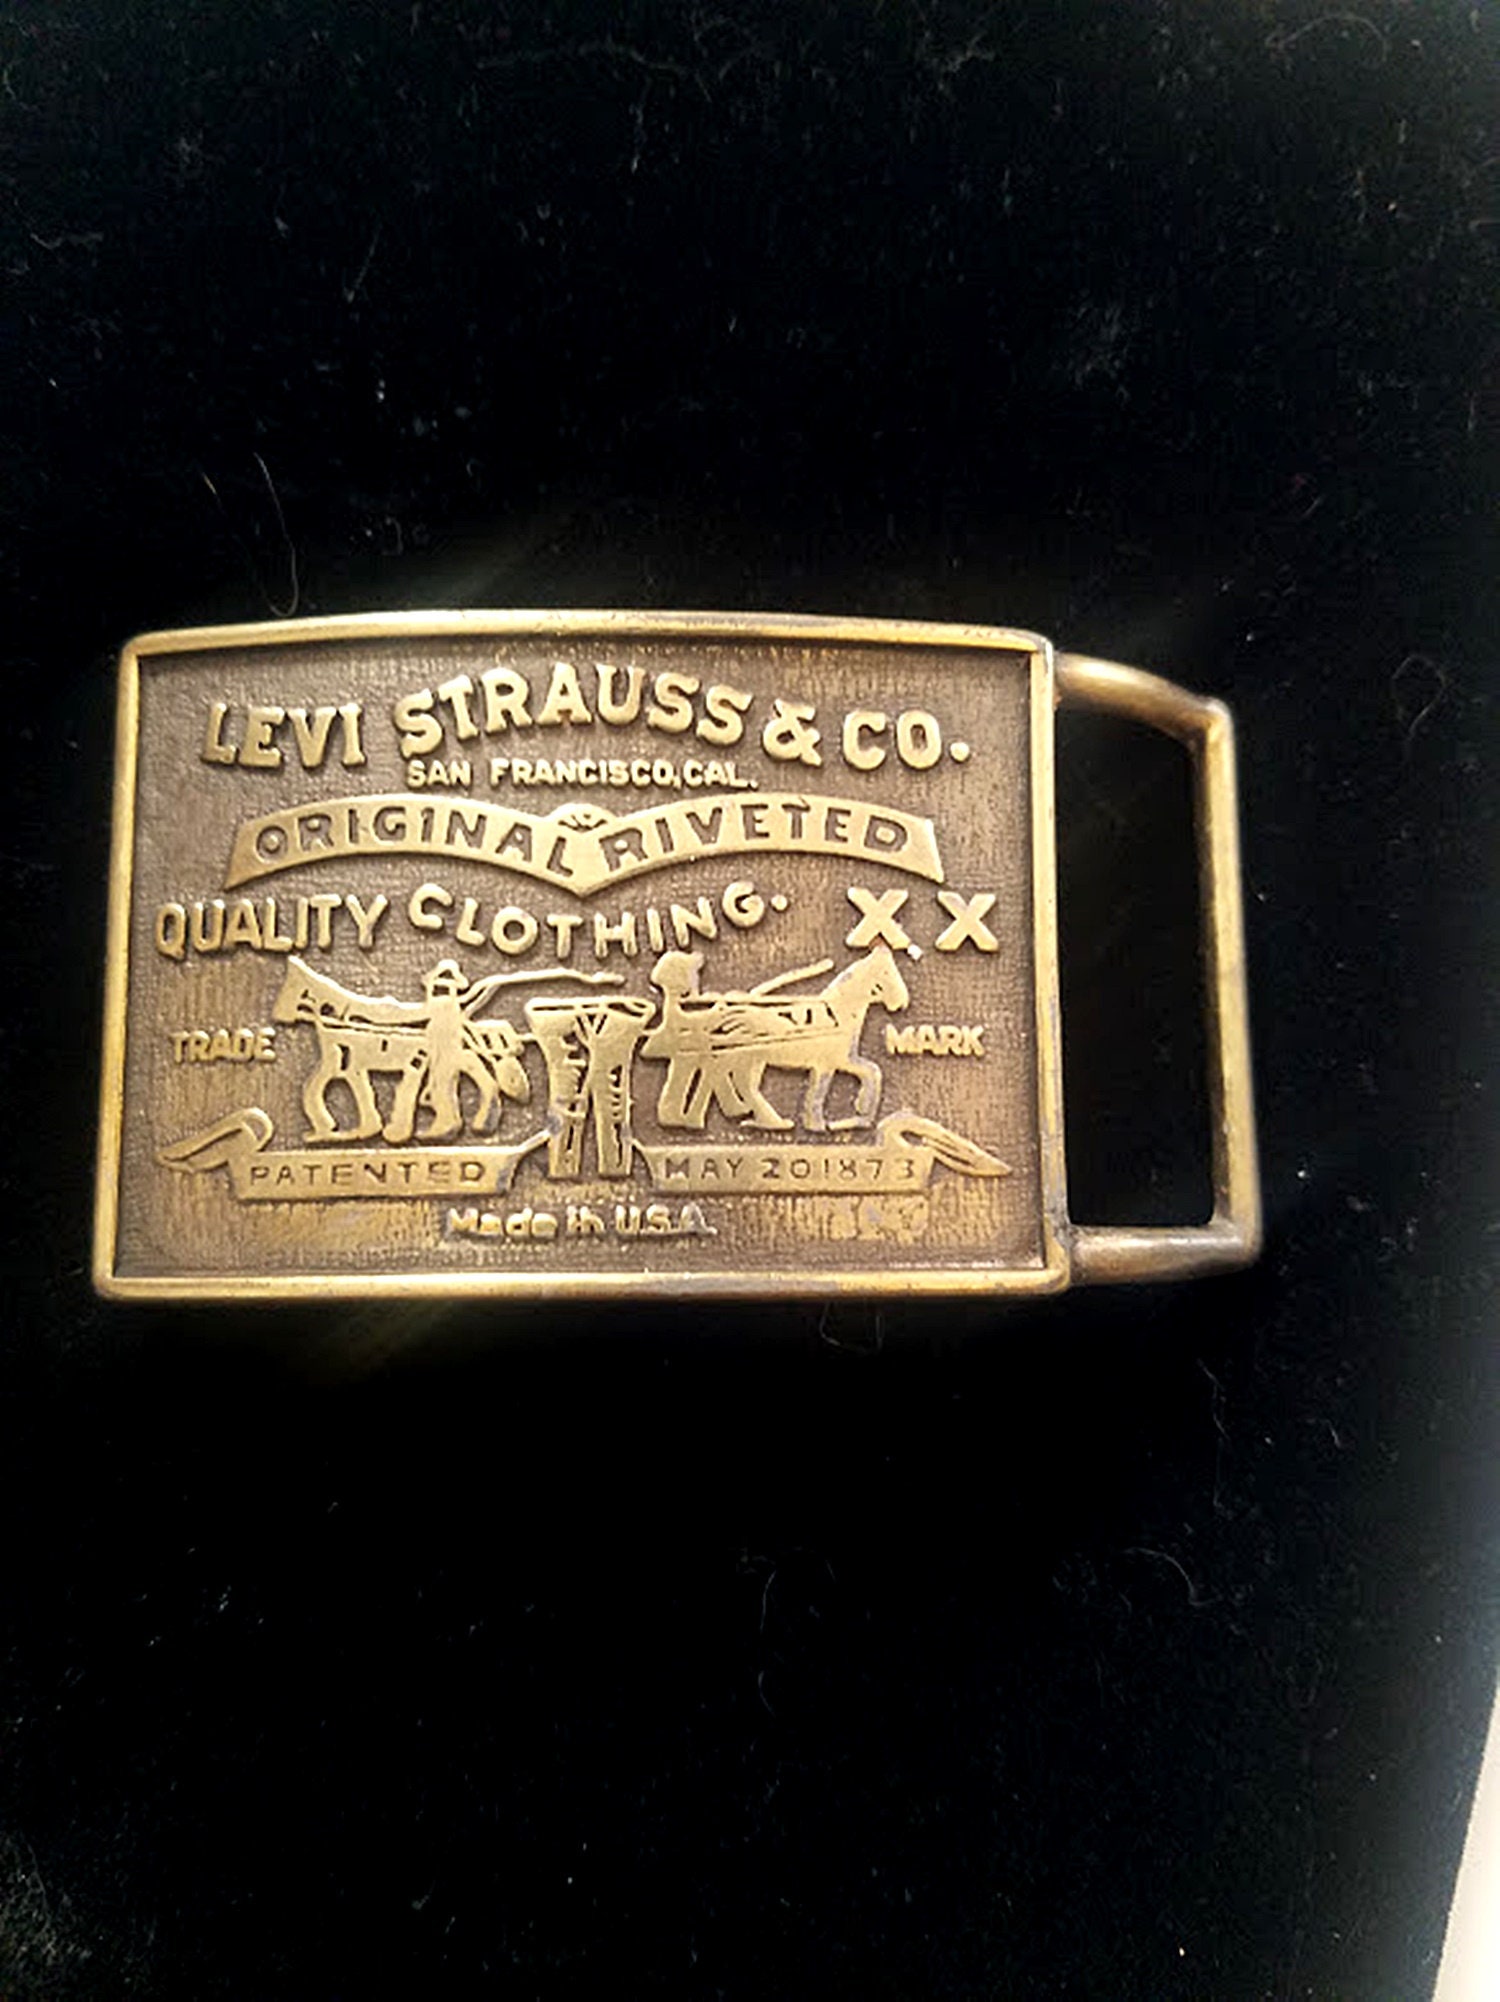 LEVI STRAUSS & CO.
SAN FRANCISCO, CAL.
ORIGINAL RIVETED
QUALITY CLOTHING. XX
TRADE MARK
PATENTED MAY 20 1873
Made in U.S.A.